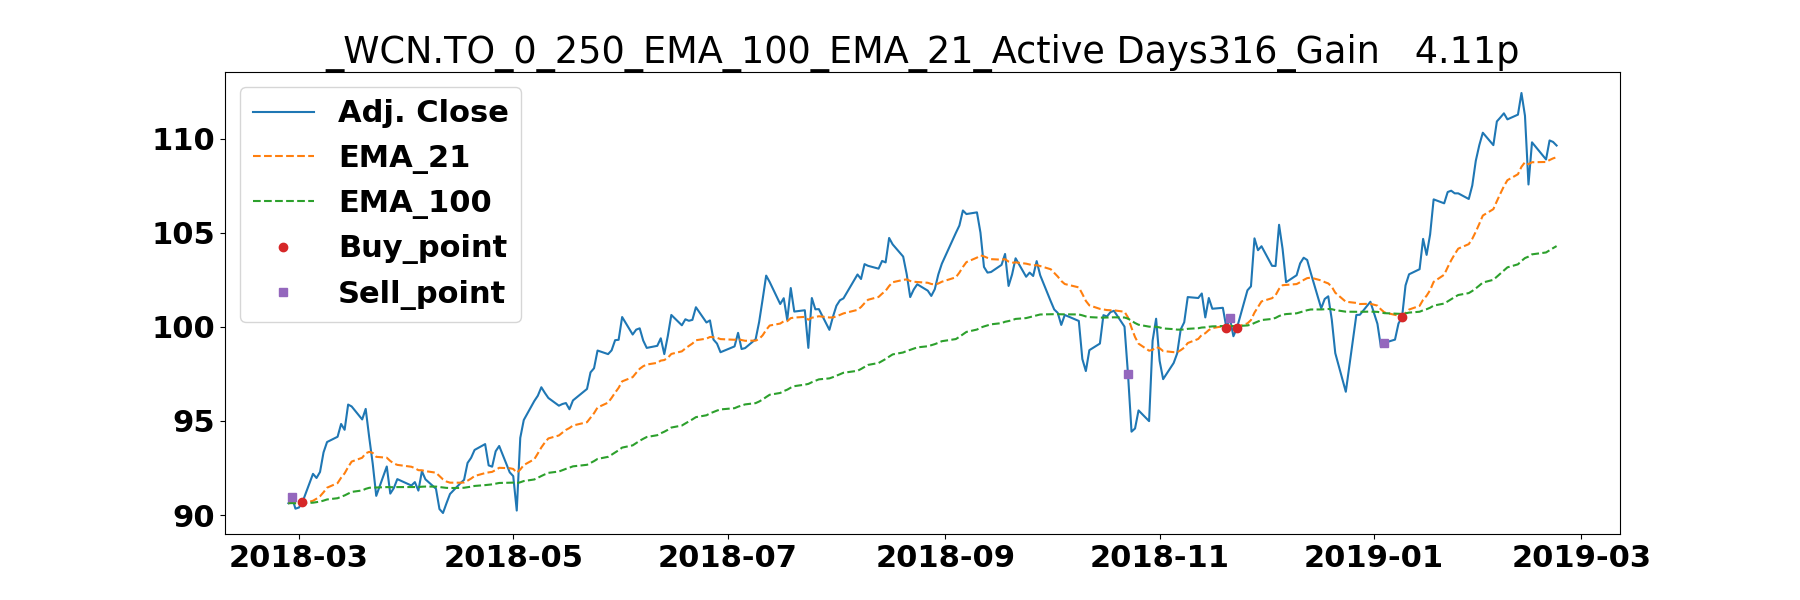 _WCN.TO_0_250_EMA_100_EMA_21_Active Days316_Gain   4.11p
Adj. Close
EMA_21
EMA_100
Buy_point
Sell_point
110
105
100
95
90
2018-03 2018-05 2018-07 2018-09 2018-11 2019-01 2019-03